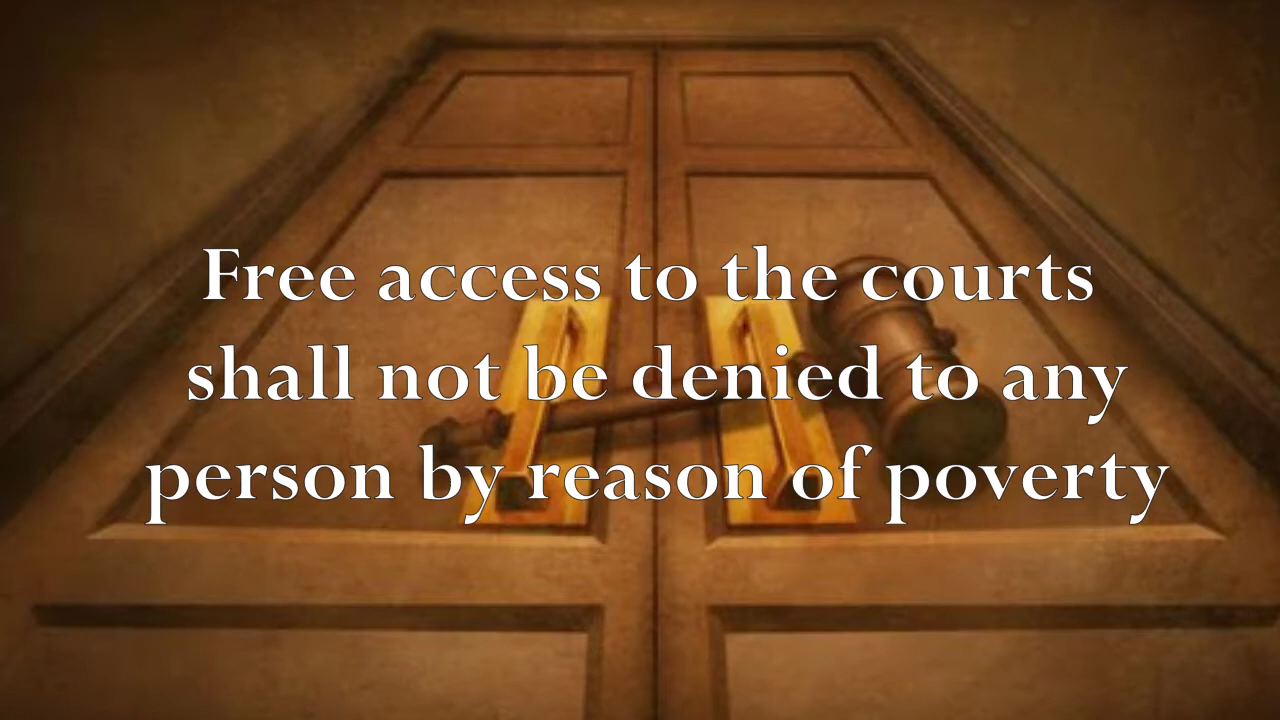 Free access to the courts
shall not be denied to any
person by reason of poverty